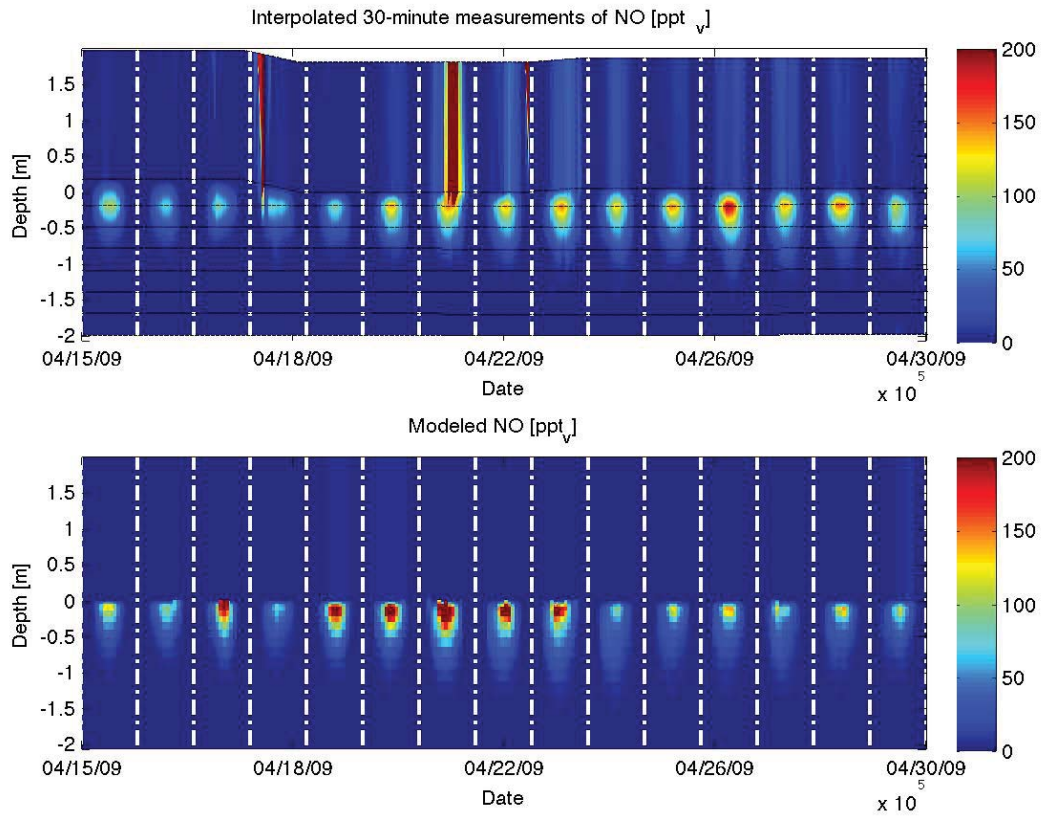 Interpolated 30-minute measurements of NO [ppt v]
200
150
100
50
0
1.5
1
0.5
0
-0.5
-1
-1.5
-2
Depth [m]
04/15/09 04/18/09 04/22/09 04/26/09 04/30/09
Date
x 10 5
Modeled NO [pptv]
200
150
100
50
0
1.5
1
0.5
0
-0.5
-1
-1.5
-2
Depth [m]
04/15/09 04/18/09 04/22/09 04/26/09 04/30/09
Date
x 10 5